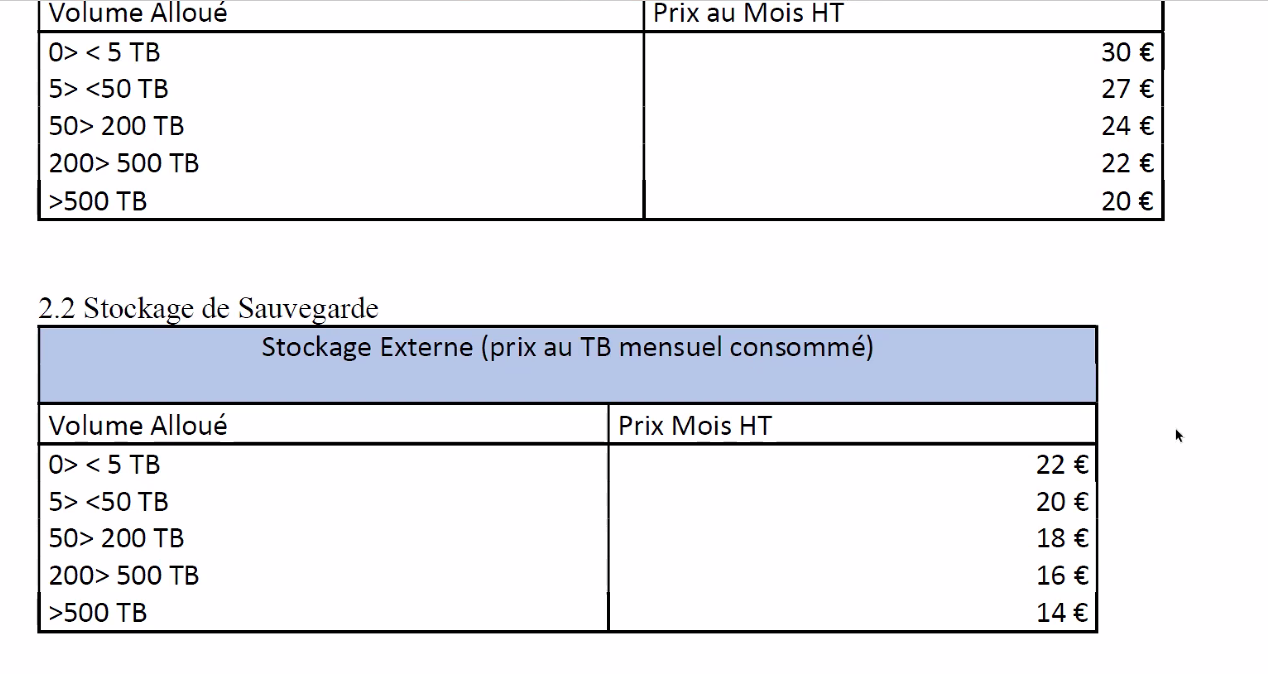 Volume Alloué Prix au Mois HT
0> < 5 TB 30 €
5> <50 TB 27 €
50> 200 TB 24 €
200> 500 TB 22 €
>500 TB 20 €
2.2 Stockage de Sauvegarde
Stockage Externe (prix au TB mensuel consommé)
Volume Alloué Prix Mois HT
0> < 5 TB 22 €
5> <50 TB 20 €
50> 200 TB 18 €
200> 500 TB 16 €
>500 TB 14 €